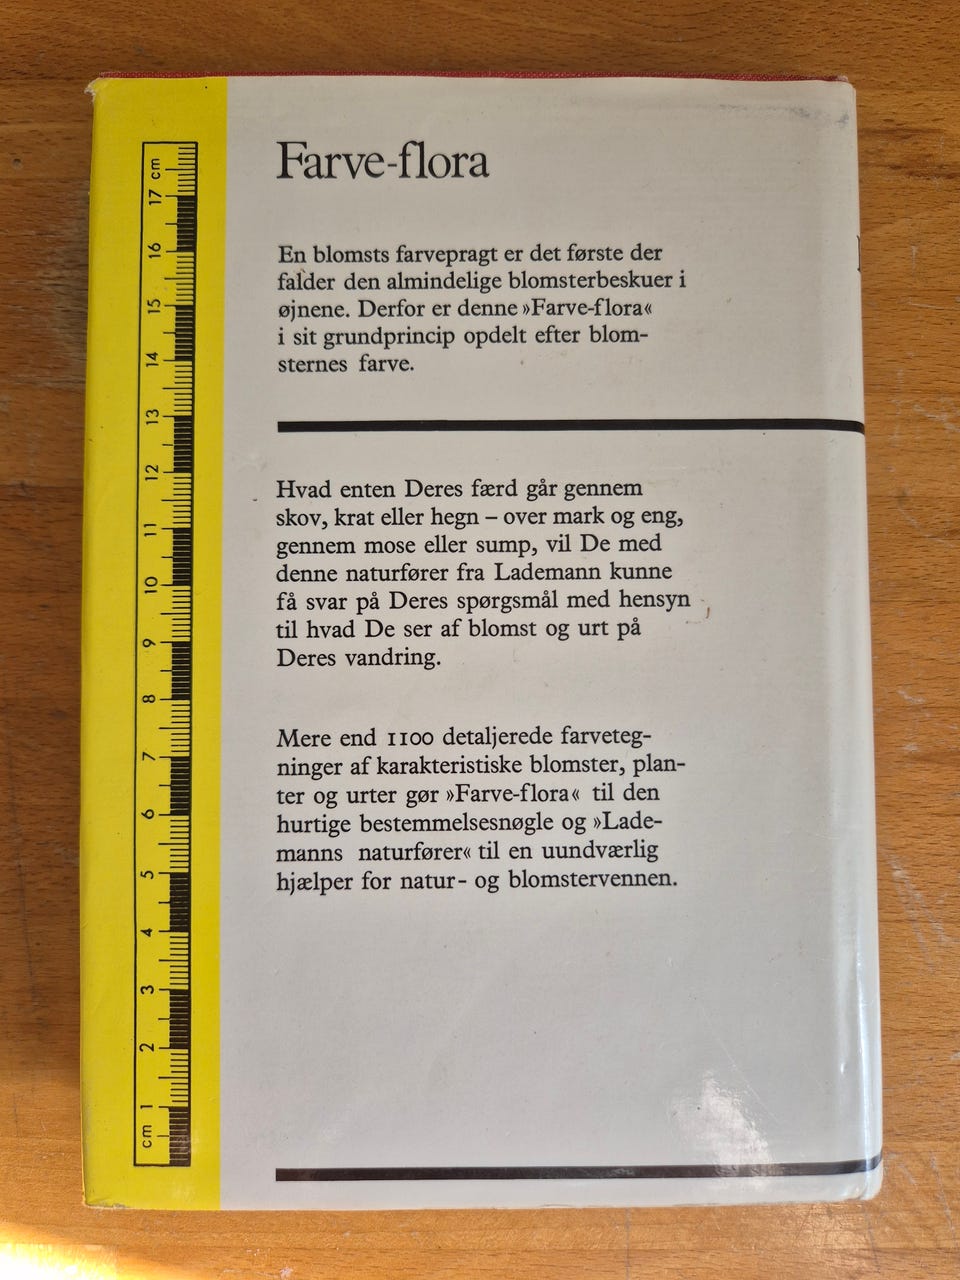 Farve-flora
En blomsts farvepragt er det første der
falder den almindelige blomsterbeskuer i
øjnene. Derfor er denne »Farve-flora«
i sit grundprincip opdelt efter blom-
sternes farve.
Hvad enten Deres færd går gennem
skov, krat eller hegn – over mark og eng,
gennem mose eller sump, vil De med
denne naturfører fra Lademann kunne
få svar på Deres spørgsmål med hensyn
til hvad De ser af blomst og urt på
Deres vandring.
Mere end 1100 detaljerede farveteg-
ninger af karakteristiske blomster, plan-
ter og urter gør »Farve-flora« til den
hurtige bestemmelsesnøgle og »Lade-
manns naturfører« til en uundværlig
hjælper for natur- og blomstervennen.
cm 1 2 3 4 5 6 7 8 9 10 11 12 13 14 15 16 17 cm